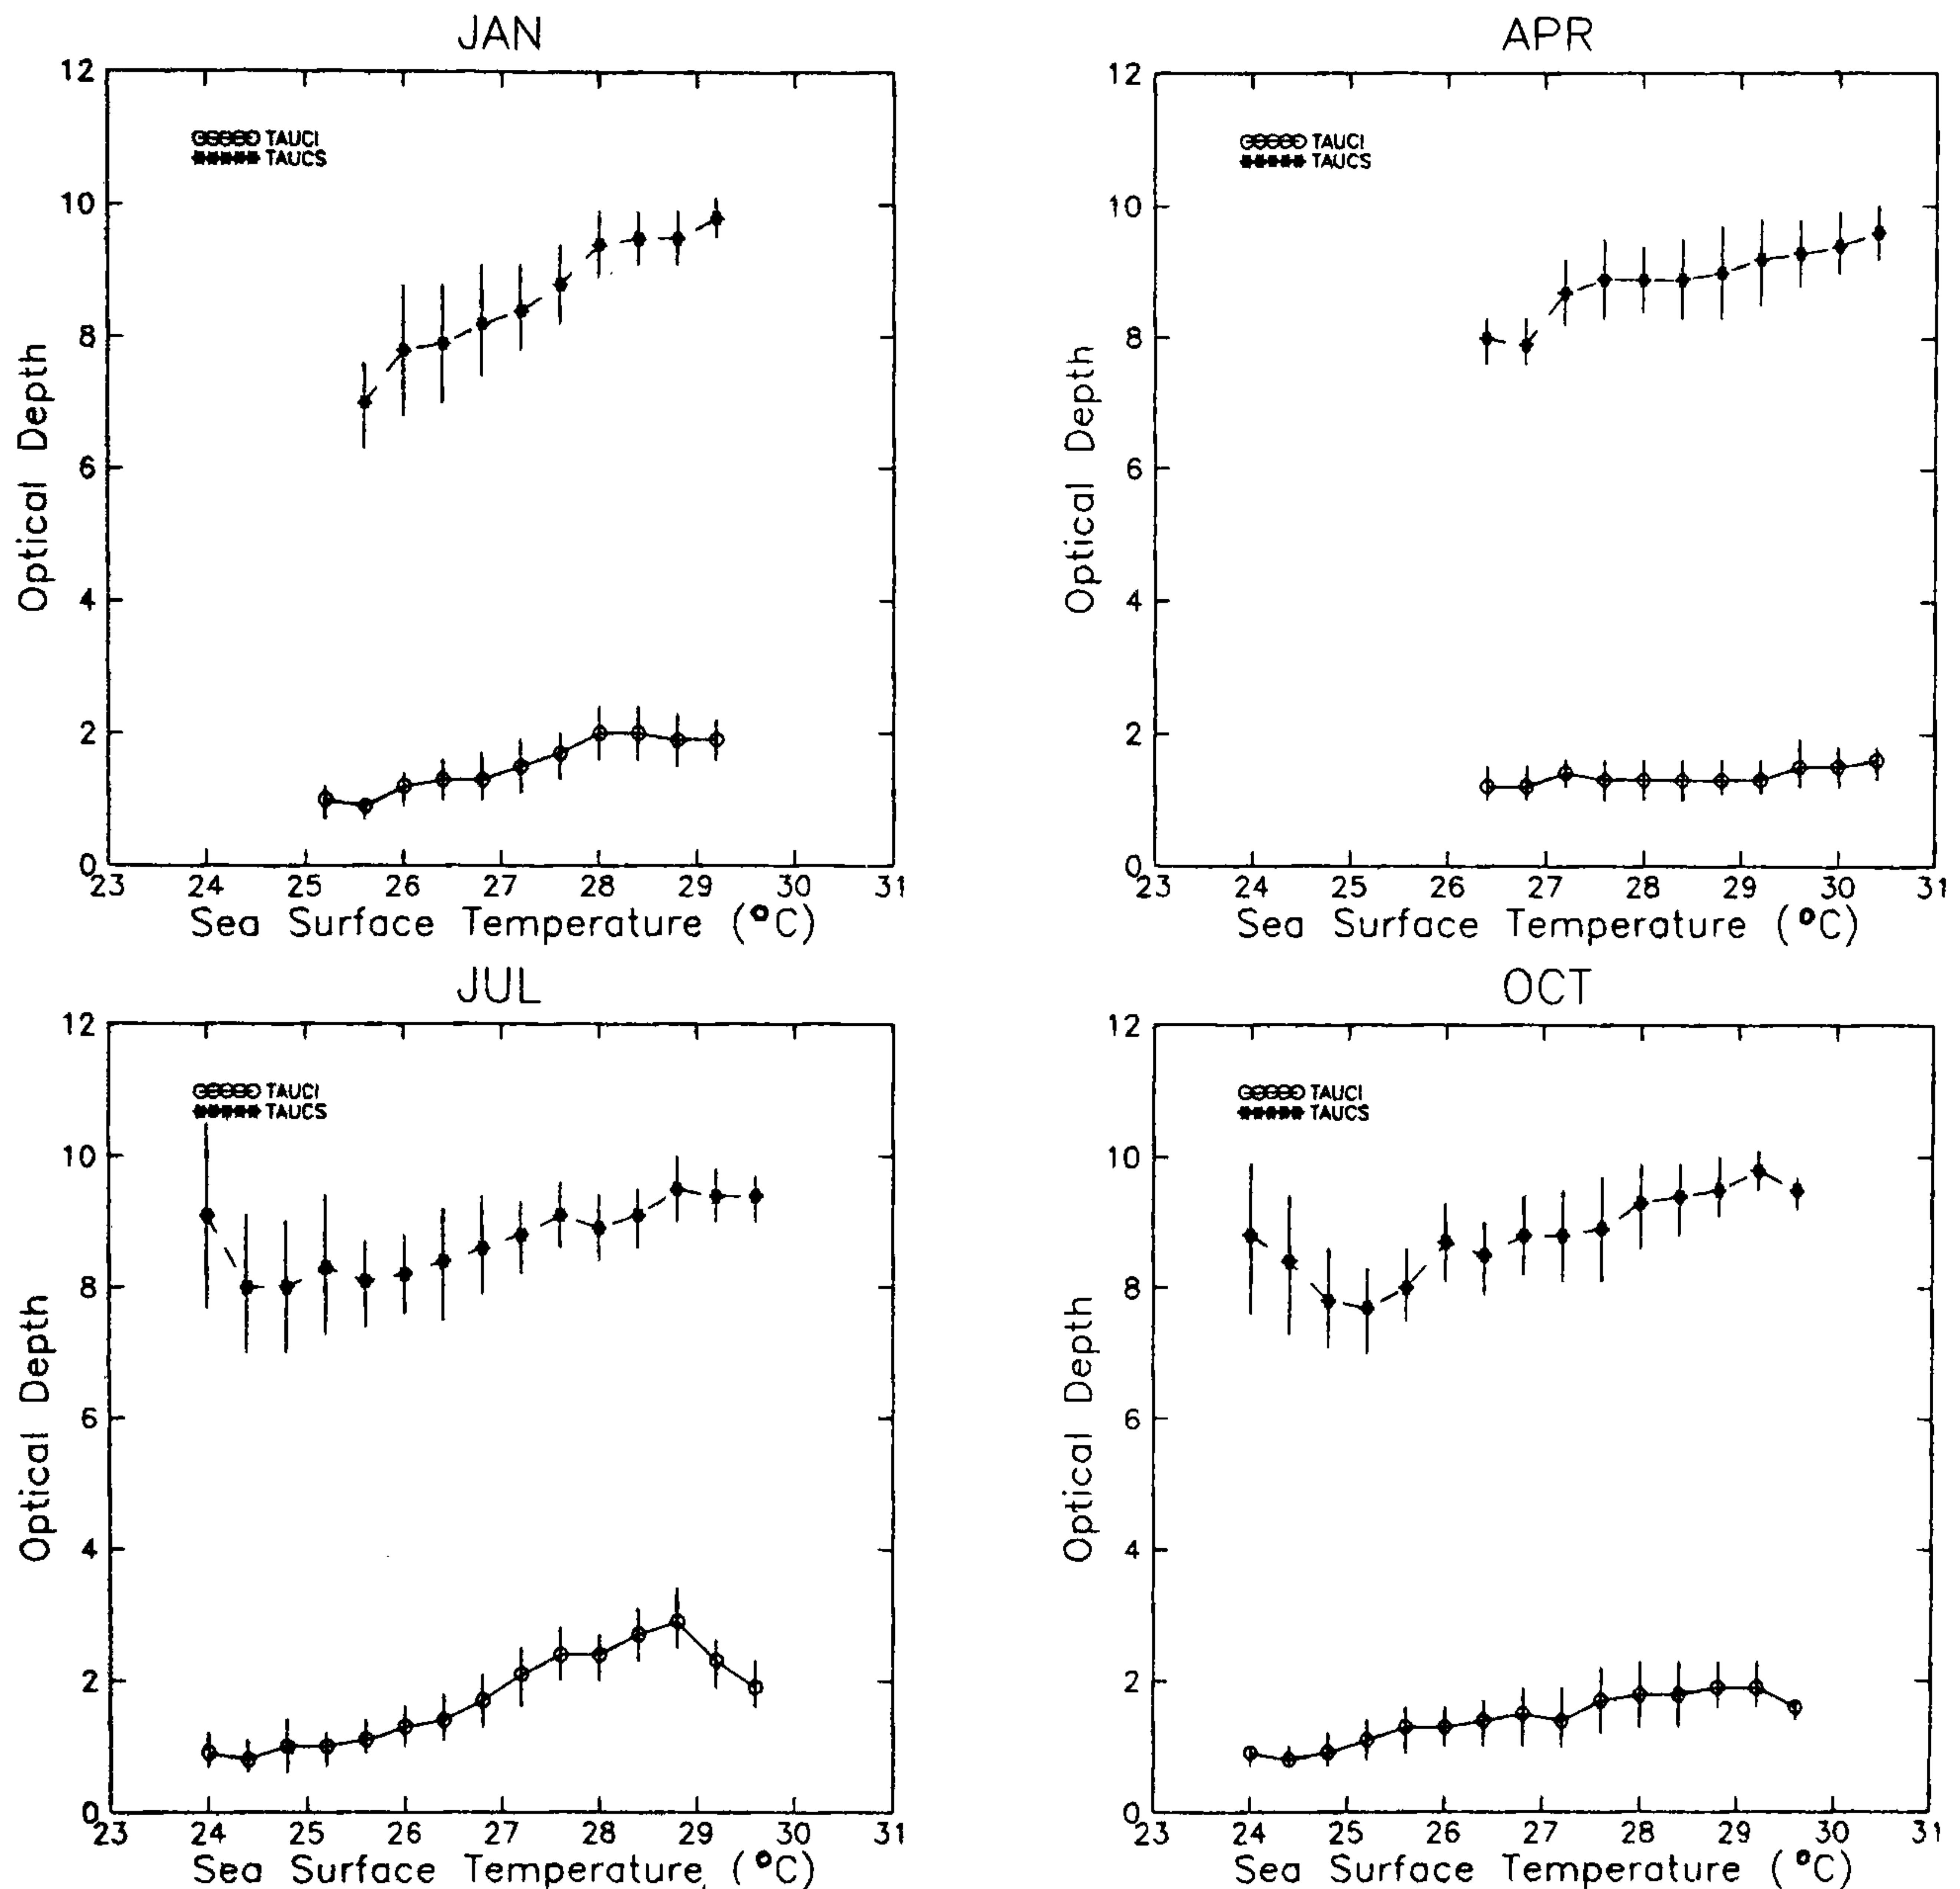 JAN
12
10
8
6
4
2
0
Optical Depth
TAUCI
TAUCS
23 24 25 26 27 28 29 30 31
Sea Surface Temperature (°C)
APR
12
10
8
6
4
2
0
Optical Depth
TAUCI
TAUCS
23 24 25 26 27 28 29 30 31
Sea Surface Temperature (°C)
JUL
12
10
8
6
4
2
0
Optical Depth
TAUCI
TAUCS
23 24 25 26 27 28 29 30 31
Sea Surface Temperature (°C)
OCT
12
10
8
6
4
2
0
Optical Depth
TAUCI
TAUCS
23 24 25 26 27 28 29 30 31
Sea Surface Temperature (°C)